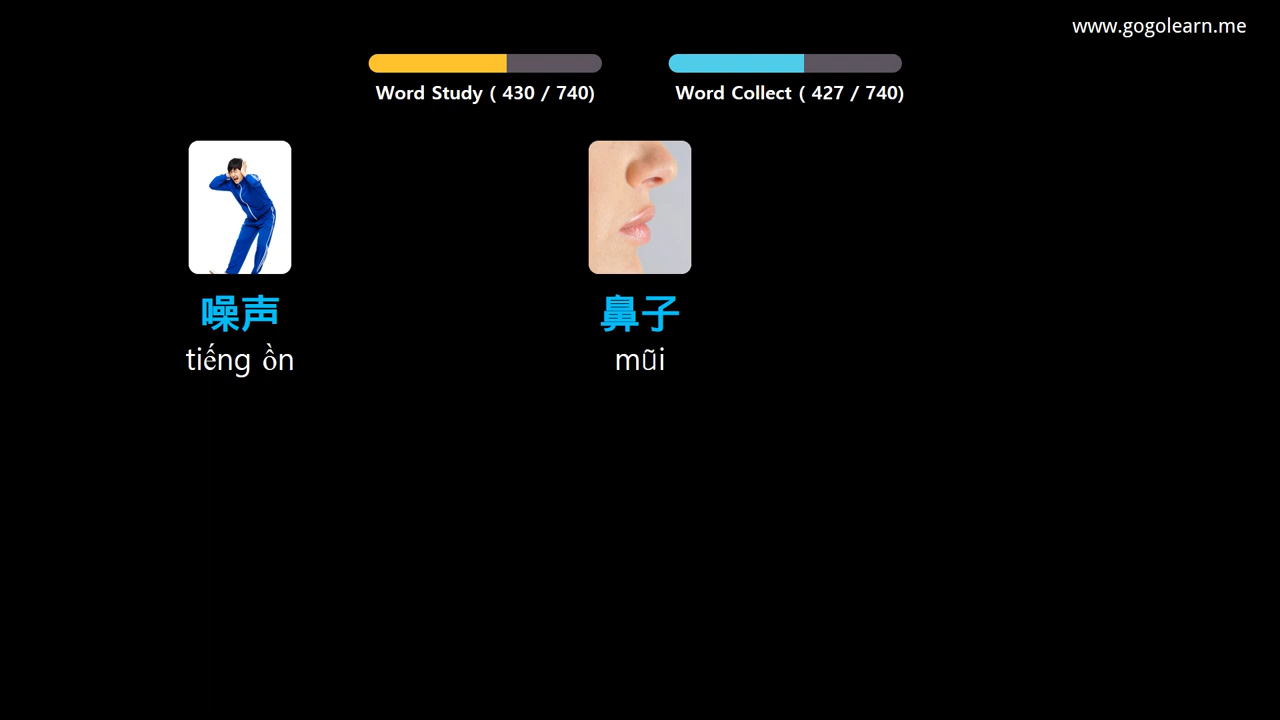 www.gogolearn.me
Word Study ( 430 / 740)
Word Collect ( 427 / 740)
噪声
tiếng ồn
鼻子
mũi